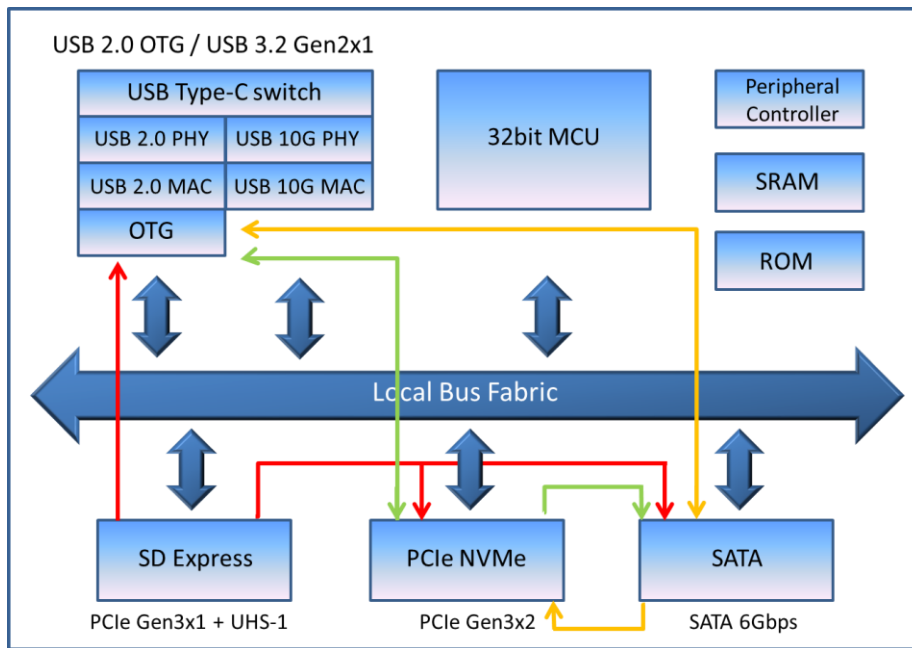 USB 2.0 OTG / USB 3.2 Gen2x1
USB Type-C switch
USB 2.0 PHY
USB 10G PHY
USB 2.0 MAC
USB 10G MAC
OTG
32bit MCU
Peripheral
Controller
SRAM
ROM
Local Bus Fabric
SD Express
PCIe NVMe
SATA
PCIe Gen3x1 + UHS-1
PCIe Gen3x2
SATA 6Gbps